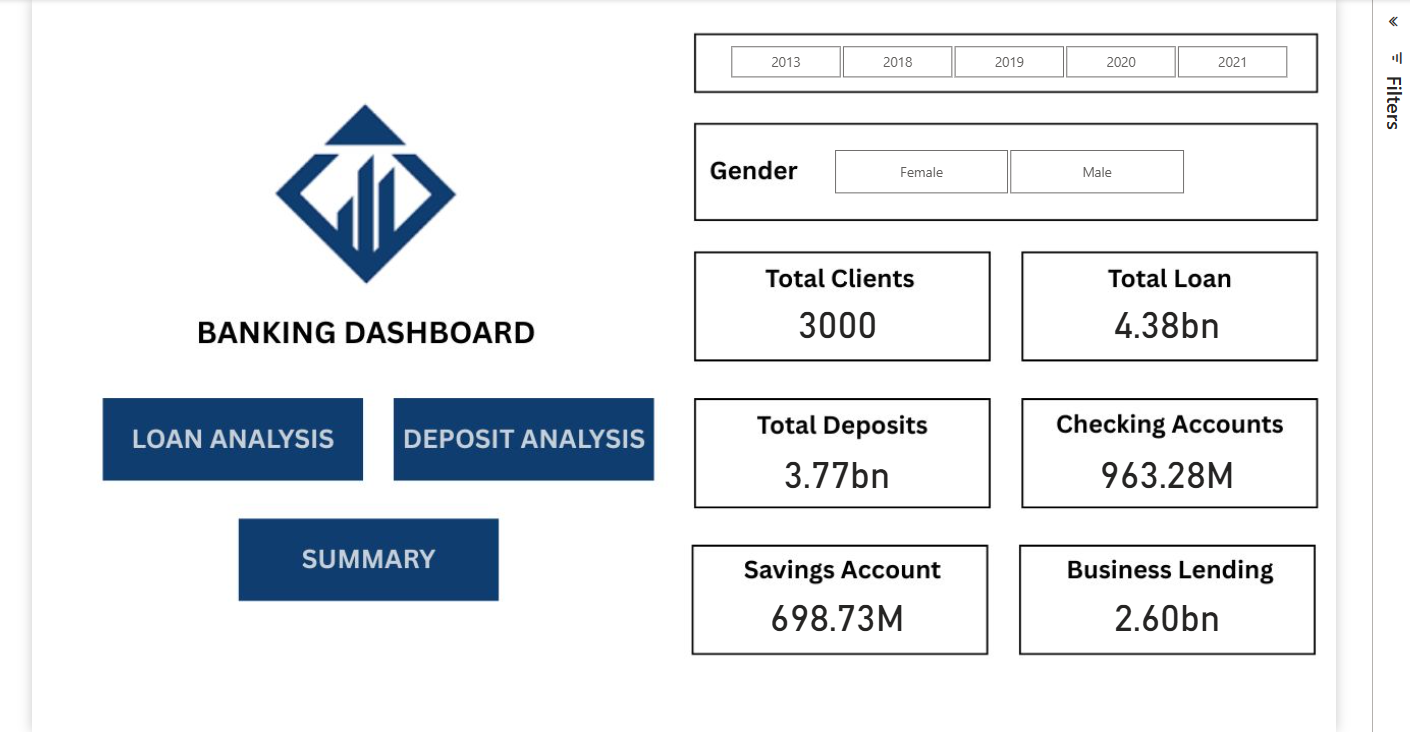 BANKING DASHBOARD
LOAN ANALYSIS
DEPOSIT ANALYSIS
SUMMARY
2013
2018
2019
2020
2021
Gender
Female
Male
Total Clients
3000
Total Loan
4.38bn
Total Deposits
3.77bn
Checking Accounts
963.28M
Savings Account
698.73M
Business Lending
2.60bn
Filters